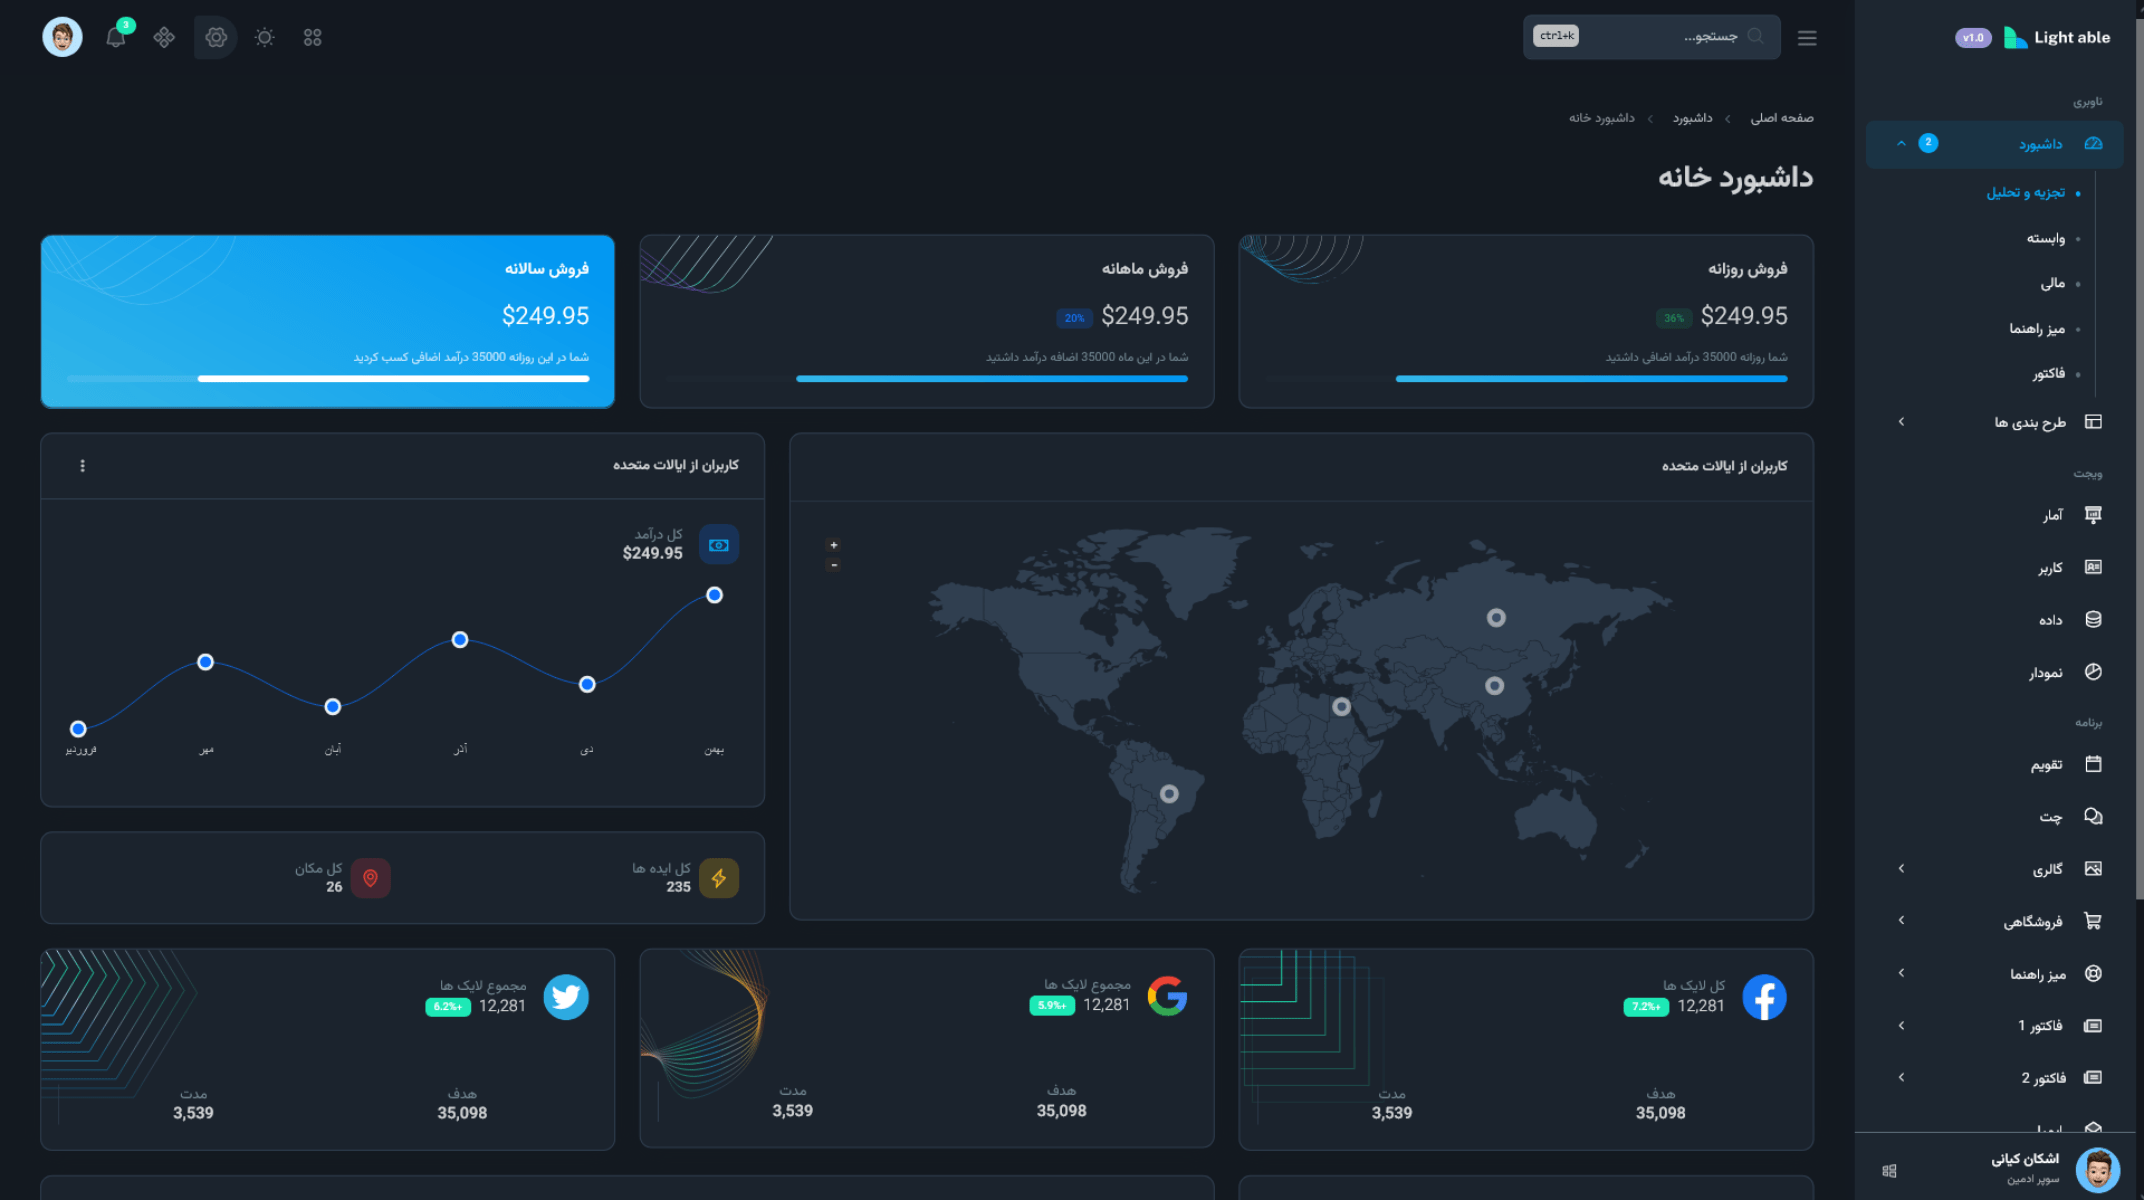 Light able
v1.0
جستجو...
ctrl+k
3
ناوبری
داشبورد
2
تجزیه و تحلیل
وابسته
مالی
میز راهنما
فاکتور
طرح بندی ها
ویجت
آمار
کاربر
داده
نمودار
برنامه
تقویم
چت
گالری
فروشگاهی
میز راهنما
فاکتور 1
فاکتور 2
اشکان کیانی
سوپر ادمین
صفحه اصلی
داشبورد
داشبورد خانه
داشبورد خانه
فروش روزانه
$249.95
36%
شما روزانه 35000 درآمد اضافی داشتید
فروش ماهانه
$249.95
20%
شما در این ماه 35000 اضافه درآمد داشتید
فروش سالانه
$249.95
شما در این روزانه 35000 درآمد اضافی کسب کردید
کاربران از ایالات متحده
+
-
کاربران از ایالات متحده
کل درآمد
$249.95
فروردین
مهر
آبان
آذر
دی
بهمن
کل ایده ها
235
کل مکان
26
کل لایک ها
12,281
7.2%+
هدف
35,098
مدت
3,539
مجموع لایک ها
12,281
5.9%+
هدف
35,098
مدت
3,539
مجموع لایک ها
12,281
6.2%+
هدف
35,098
مدت
3,539